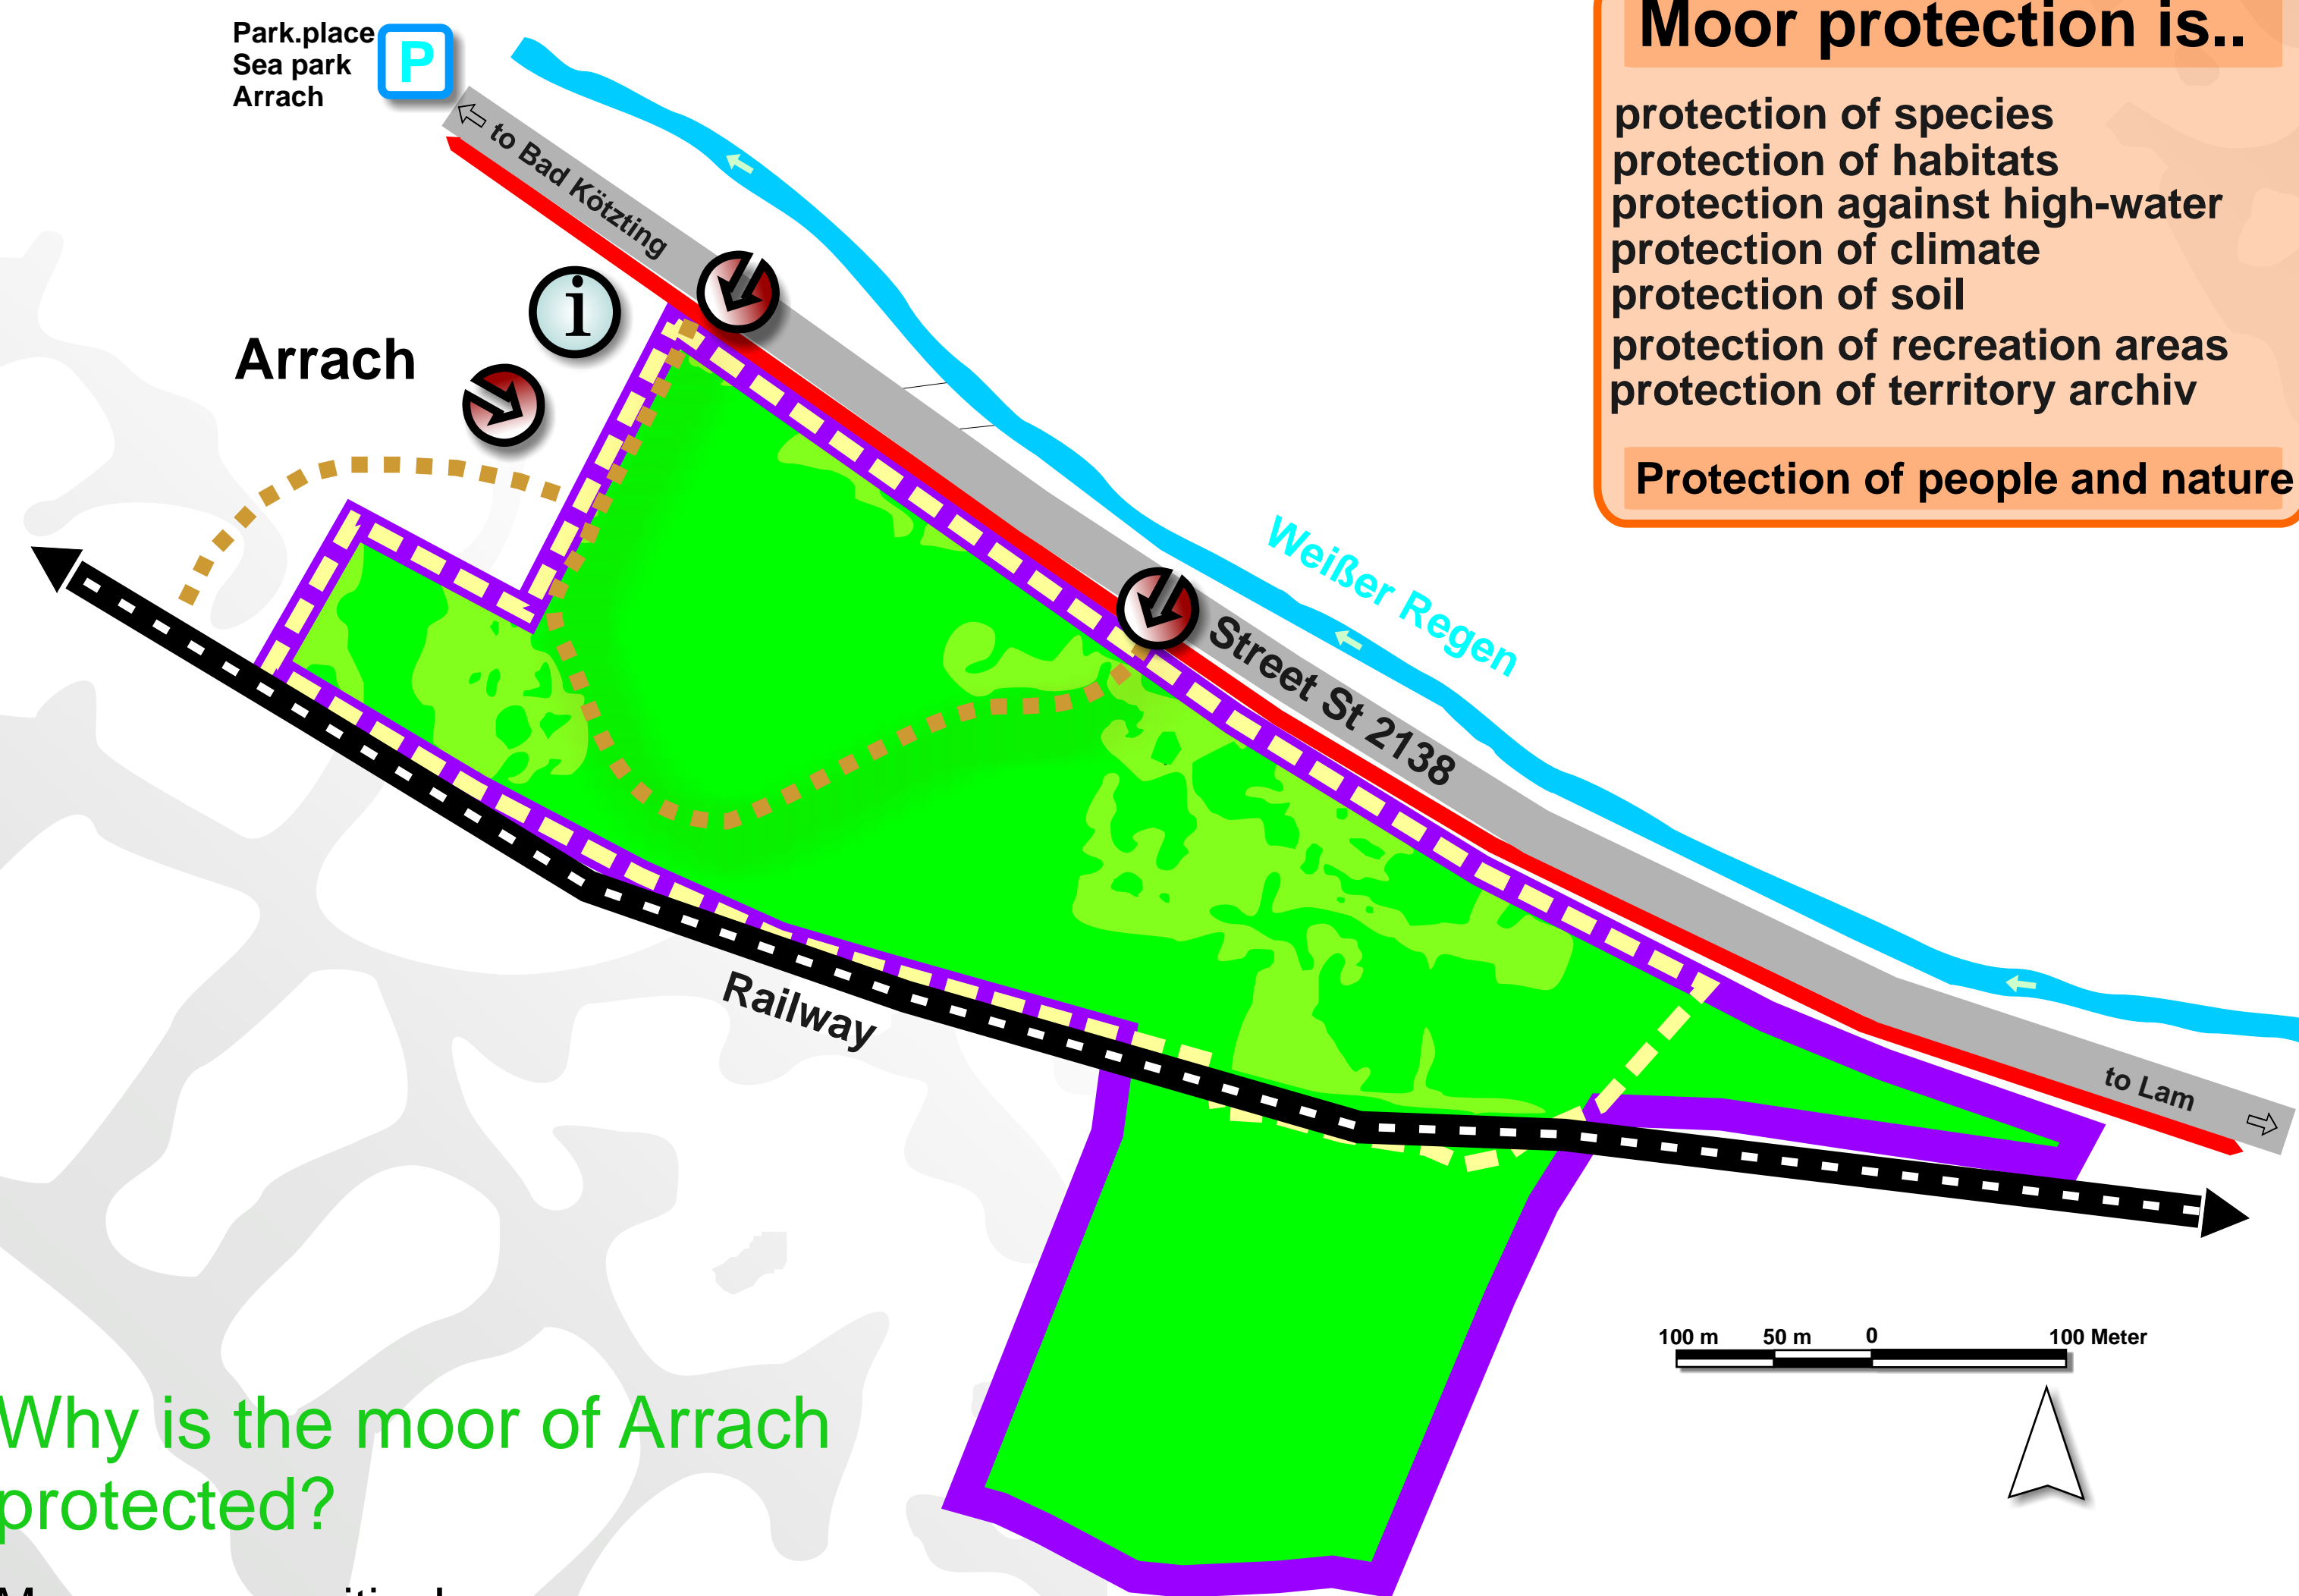 Park.place
Sea park
Arrach
P
Moor protection is..
protection of species
protection of habitats
protection against high-water
protection of climate
protection of soil
protection of recreation areas
protection of territory archiv
Protection of people and nature
to Bad Kötzting
i
Arrach
Weißer Regen
Street St 2138
Railway
to Lam
100 m 50 m 0 100 Meter
Why is the moor of Arrach
protected?